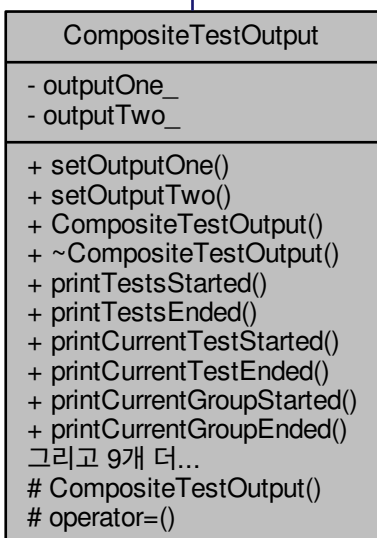 CompositeTestOutput
- outputOne_
- outputTwo_
+ setOutputOne()
+ setOutputTwo()
+ CompositeTestOutput()
+ ~CompositeTestOutput()
+ printTestsStarted()
+ printTestsEnded()
+ printCurrentTestStarted()
+ printCurrentTestEnded()
+ printCurrentGroupStarted()
+ printCurrentGroupEnded()
그리고 9개 더...
# CompositeTestOutput()
# operator=()